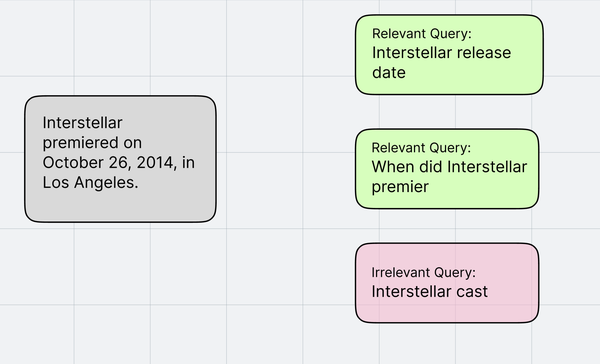 Interstellar
premiered on
October 26, 2014, in
Los Angeles.
Relevant Query:
Interstellar release
date
Relevant Query:
When did Interstellar
premier
Irrelevant Query:
Interstellar cast